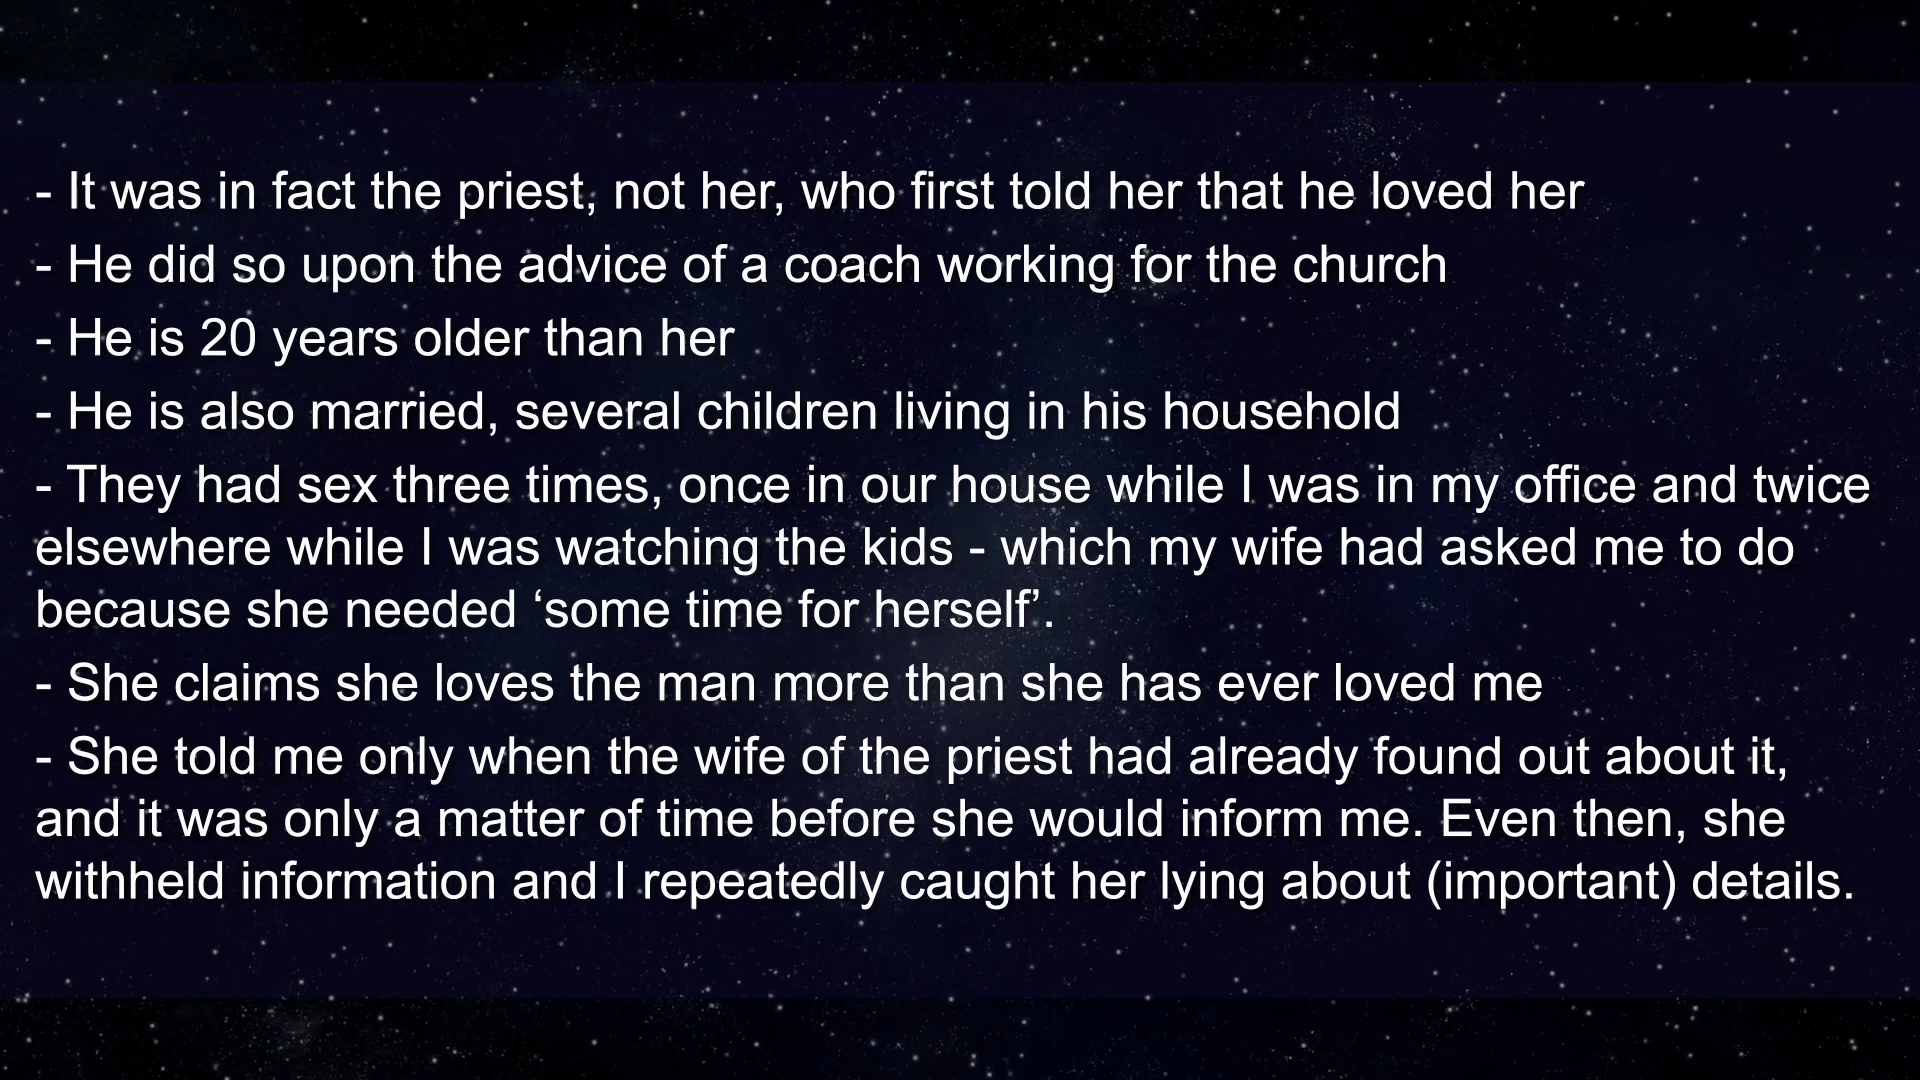 - It was in fact the priest, not her, who first told her that he loved her
- He did so upon the advice of a coach working for the church
- He is 20 years older than her
- He is also married, several children living in his household
- They had sex three times, once in our house while I was in my office and twice
elsewhere while I was watching the kids - which my wife had asked me to do
because she needed ‘some time for herself’.
- She claims she loves the man more than she has ever loved me
- She told me only when the wife of the priest had already found out about it,
and it was only a matter of time before she would inform me. Even then, she
withheld information and I repeatedly caught her lying about (important) details.